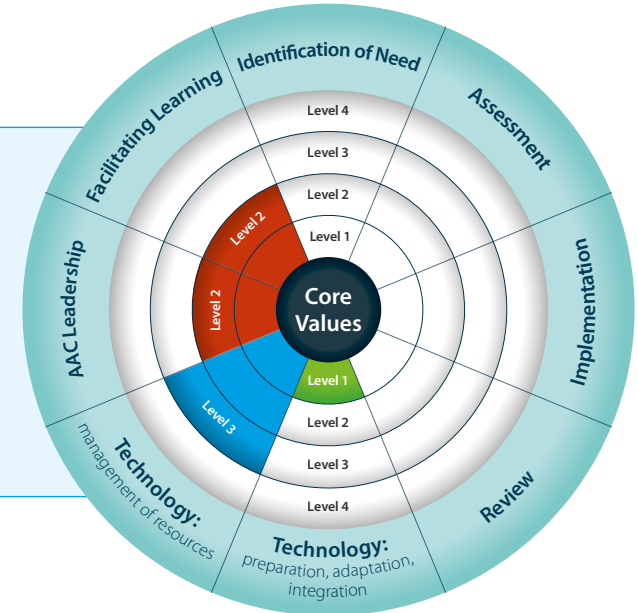 Identification of Need
Assessment
Implementation
Review
Technology:
preparation, adaptation,
integration
Technology:
management of resources
AAC Leadership
Facilitating Learning
Level 4
Level 3
Level 2
Level 1
Core
Values
Level 2
Level 2
Level 3
Level 1
Level 2
Level 3
Level 4